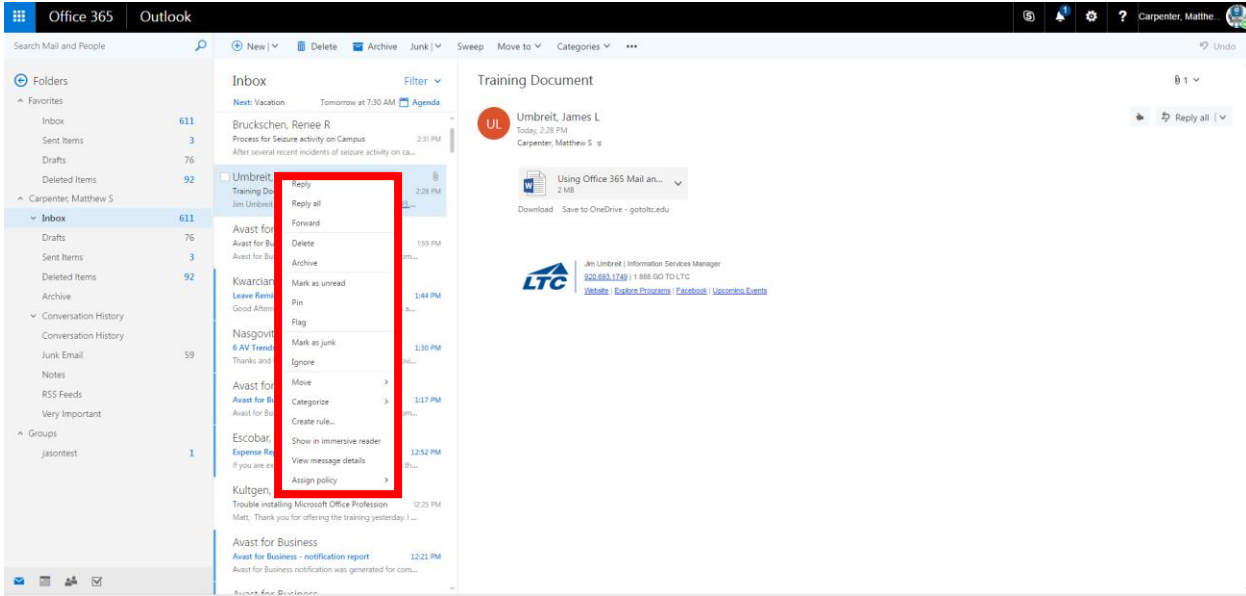 Office 365 Outlook
Carpenter, Matthe...
Search Mail and People
New
Delete
Archive
Junk
Sweep
Move to
Categories
Undo
Folders
Favorites
Inbox 611
Sent Items 3
Drafts 76
Deleted Items 92
Carpenter, Matthew S
Inbox 611
Drafts 76
Sent Items 3
Deleted Items 92
Archive
Conversation History
Conversation History
Junk Email 59
Notes
RSS Feeds
Very Important
Groups
jasontest 1
Inbox Filter
Next: Vacation Tomorrow at 7:30 AM Agenda
Bruckschen, Renee R
Process for Seizure activity on Campus 2:31 PM
After several recent incidents of seizure activity on ca...
Umbreit,
Training Do 2:28 PM
Jim Umbreit
Avast for
Avast for Bu 1:59 PM
Avast for Bu om...
Kwarcian
Leave Remi 1:44 PM
Good Aftern a...
Nasgovit
6 AV Trend 1:30 PM
Thanks and
Avast for
Avast for Bu 1:17 PM
Avast for Bu om...
Escobar,
Expense Rep 12:52 PM
If you are ex th...
Kultgen,
Trouble installing Microsoft Office Profession 12:25 PM
Matt, Thank you for offering the training yesterday. I ...
Avast for Business
Avast for Business - notification report 12:21 PM
Avast for Business notification was generated for com...
Avast for Business
Reply
Reply all
Forward
Delete
Archive
Mark as unread
Pin
Flag
Mark as junk
Ignore
Move
Categorize
Create rule...
Show in immersive reader
View message details
Assign policy
Training Document
1
UL
Umbreit, James L
Today, 2:28 PM
Carpenter, Matthew S
Reply all
Using Office 365 Mail an...
2 MB
Download Save to OneDrive - gotoltc.edu
LTC
Jim Umbreit | Information Services Manager
920.693.1749 | 1.888.GO TO LTC
Website | Explore Programs | Facebook | Upcoming Events